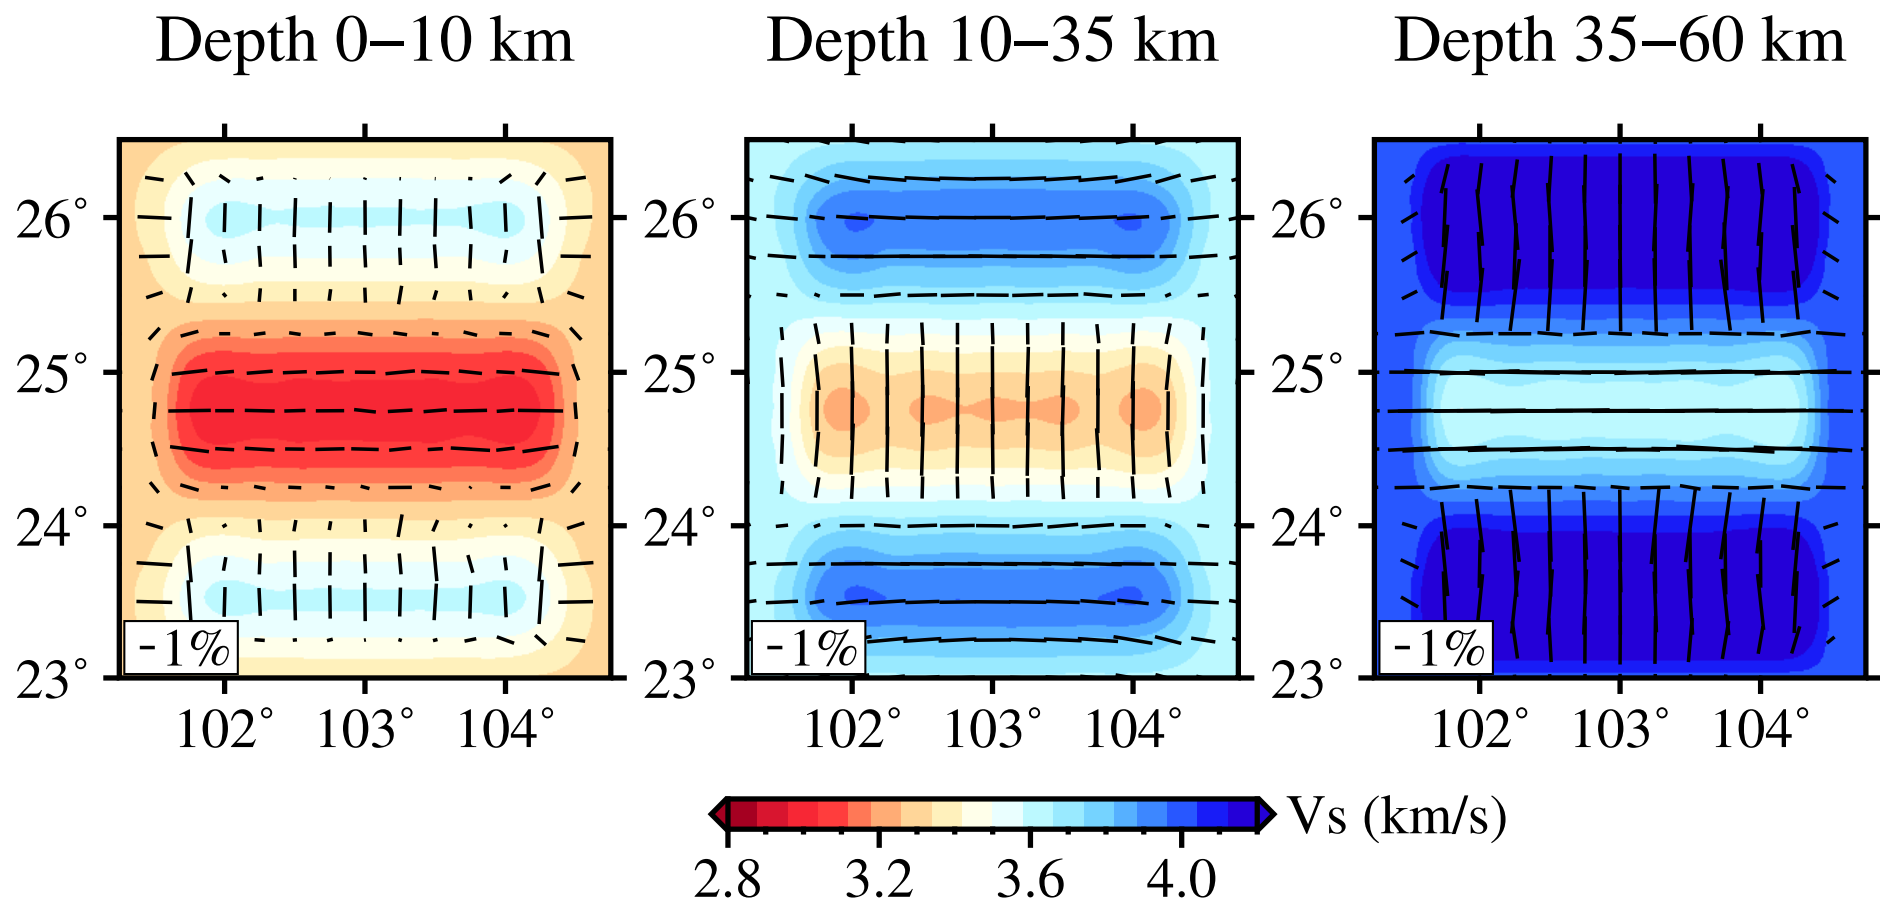 Depth 0–10 km Depth 10–35 km Depth 35–60 km
26° 26° 26°
25° 25° 25°
24° 24° 24°
-1% -1% -1%
23° 23° 23°
102° 103° 104° 102° 103° 104° 102° 103° 104°
Vs (km/s)
2.8 3.2 3.6 4.0